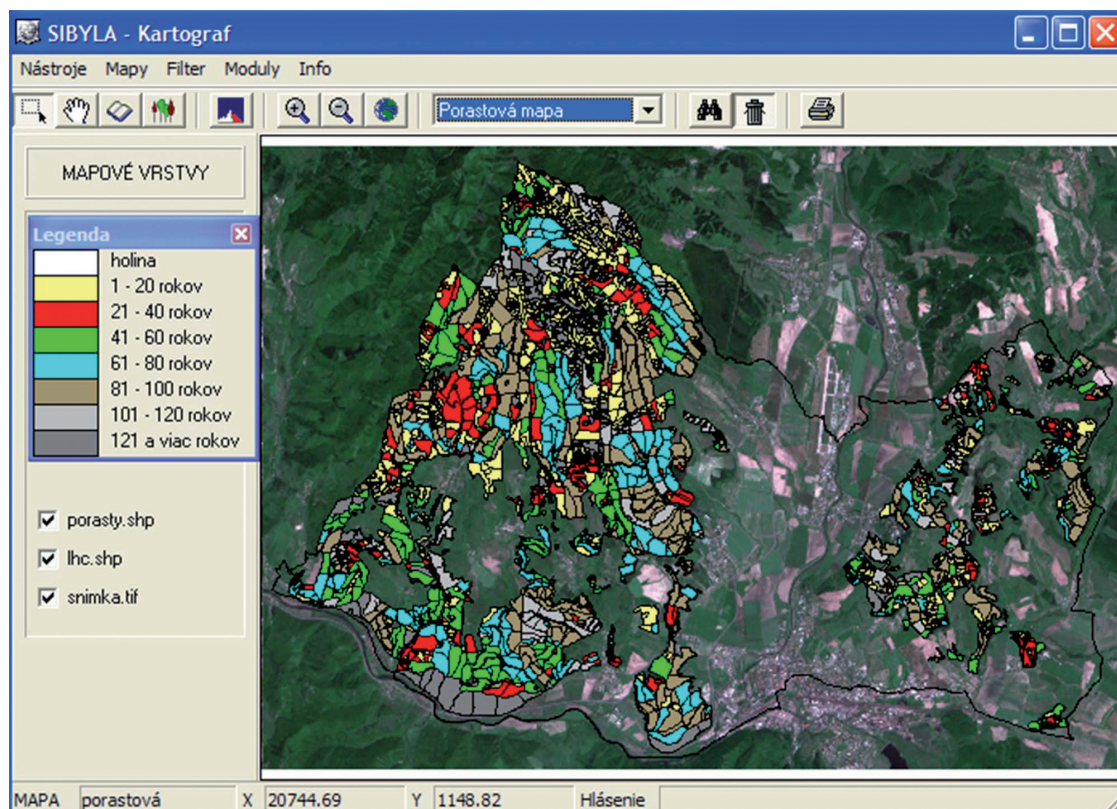 SIBYLA - Kartograf
Nástroje Mapy Filter Moduly Info
Porastová mapa
MAPOVÉ VRSTVY
Legenda
holina
1 - 20 rokov
21 - 40 rokov
41 - 60 rokov
61 - 80 rokov
81 - 100 rokov
101 - 120 rokov
121 a viac rokov
porasty.shp
lhc.shp
snimka.tif
MAPA porastová X 20744.69 Y 1148.82 Hlásenie